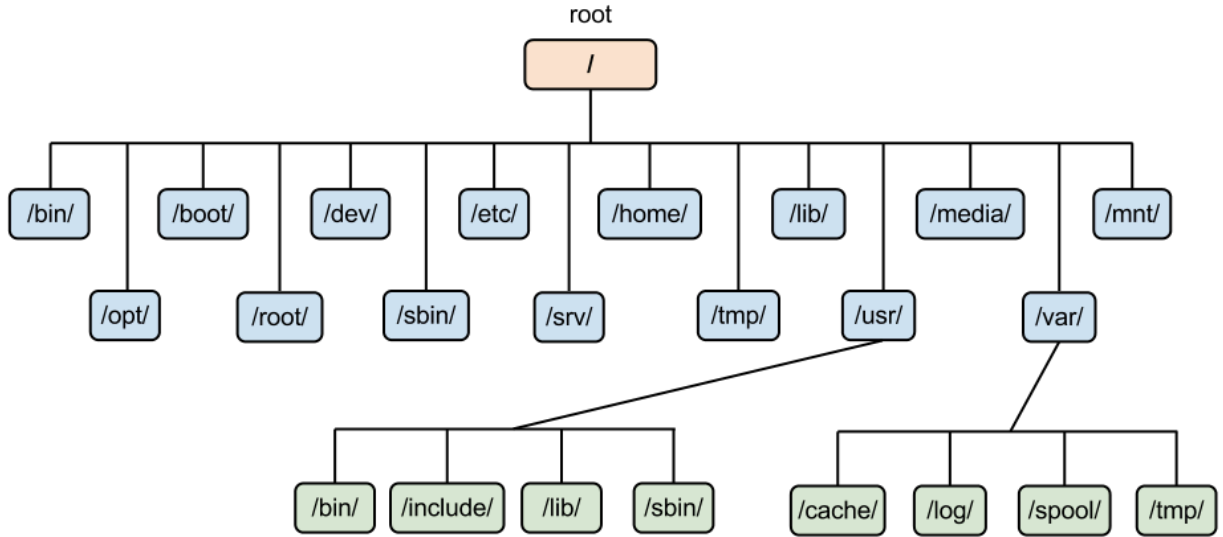 root
/
/bin/
/boot/
/dev/
/etc/
/home/
/lib/
/media/
/mnt/
/opt/
/root/
/sbin/
/srv/
/tmp/
/usr/
/var/
/bin/
/include/
/lib/
/sbin/
/cache/
/log/
/spool/
/tmp/